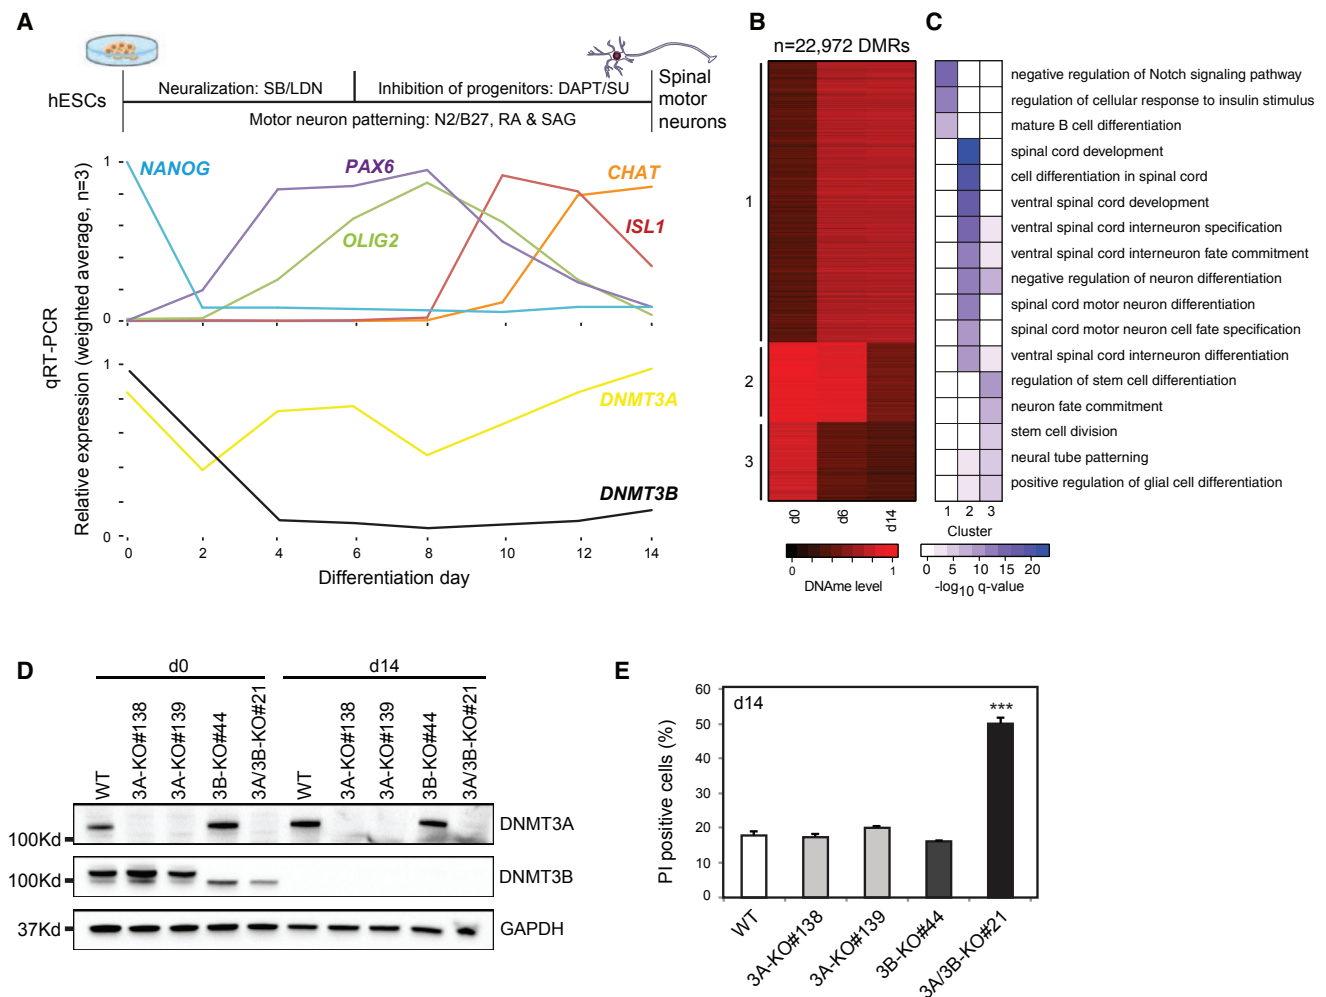 A
hESCs
Neuralization: SB/LDN
Inhibition of progenitors: DAPT/SU
Motor neuron patterning: N2/B27, RA & SAG
Spinal
motor
neurons
qRT-PCR
Relative expression (weighted average, n=3)
1
0
NANOG
PAX6
OLIG2
CHAT
ISL1
1
0
DNMT3A
DNMT3B
0 2 4 6 8 10 12 14
Differentiation day
B
n=22,972 DMRs
1
2
3
d0 d6 d14
0 1
DNAme level
C
negative regulation of Notch signaling pathway
regulation of cellular response to insulin stimulus
mature B cell differentiation
spinal cord development
cell differentiation in spinal cord
ventral spinal cord development
ventral spinal cord interneuron specification
ventral spinal cord interneuron fate commitment
negative regulation of neuron differentiation
spinal cord motor neuron differentiation
spinal cord motor neuron cell fate specification
ventral spinal cord interneuron differentiation
regulation of stem cell differentiation
neuron fate commitment
stem cell division
neural tube patterning
positive regulation of glial cell differentiation
1 2 3
Cluster
0 5 10 15 20
-log10 q-value
D
d0 d14
WT 3A-KO#138 3A-KO#139 3B-KO#44 3A/3B-KO#21 WT 3A-KO#138 3A-KO#139 3B-KO#44 3A/3B-KO#21
100Kd DNMT3A
100Kd DNMT3B
37Kd GAPDH
E
PI positive cells (%)
60
50
40
30
20
10
0
d14
***
WT 3A-KO#138 3A-KO#139 3B-KO#44 3A/3B-KO#21